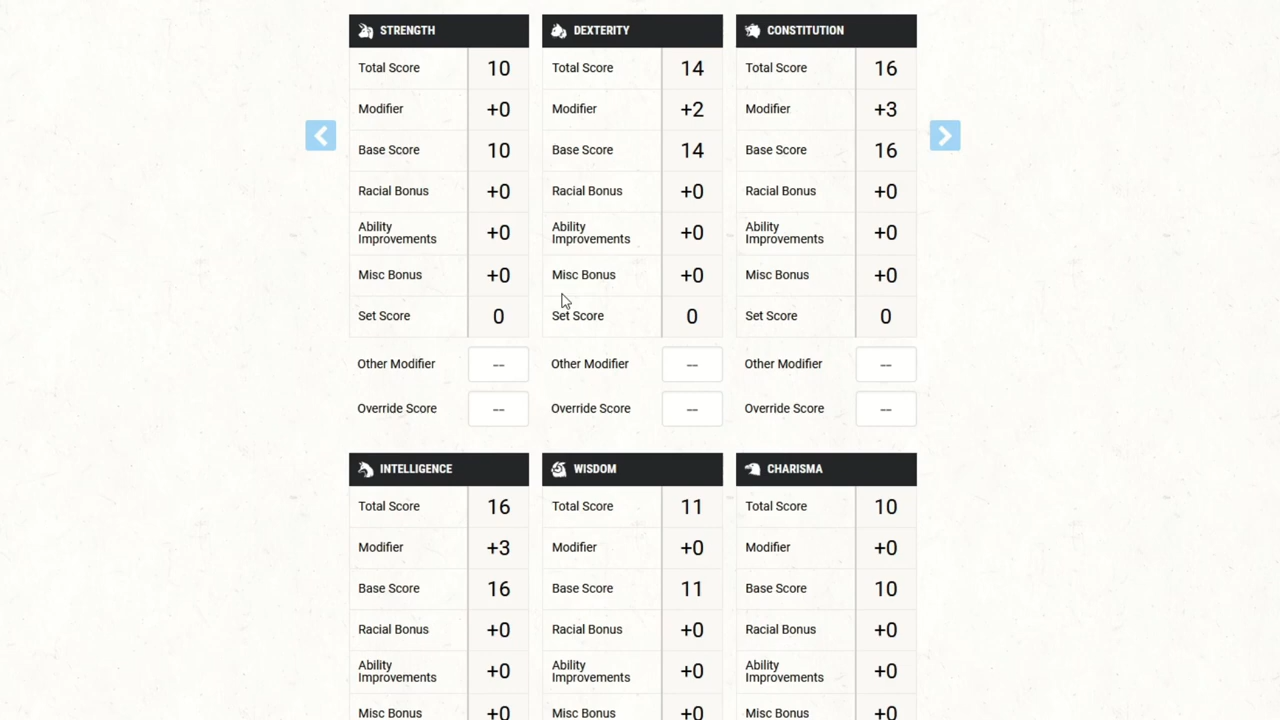 STRENGTH DEXTERITY CONSTITUTION
Total Score 10 Total Score 14 Total Score 16
Modifier +0 Modifier +2 Modifier +3
Base Score 10 Base Score 14 Base Score 16
Racial Bonus +0 Racial Bonus +0 Racial Bonus +0
Ability Improvements +0 Ability Improvements +0 Ability Improvements +0
Misc Bonus +0 Misc Bonus +0 Misc Bonus +0
Set Score 0 Set Score 0 Set Score 0
Other Modifier -- Other Modifier -- Other Modifier --
Override Score -- Override Score -- Override Score --
INTELLIGENCE WISDOM CHARISMA
Total Score 16 Total Score 11 Total Score 10
Modifier +3 Modifier +0 Modifier +0
Base Score 16 Base Score 11 Base Score 10
Racial Bonus +0 Racial Bonus +0 Racial Bonus +0
Ability Improvements +0 Ability Improvements +0 Ability Improvements +0
Misc Bonus +0 Misc Bonus +0 Misc Bonus +0